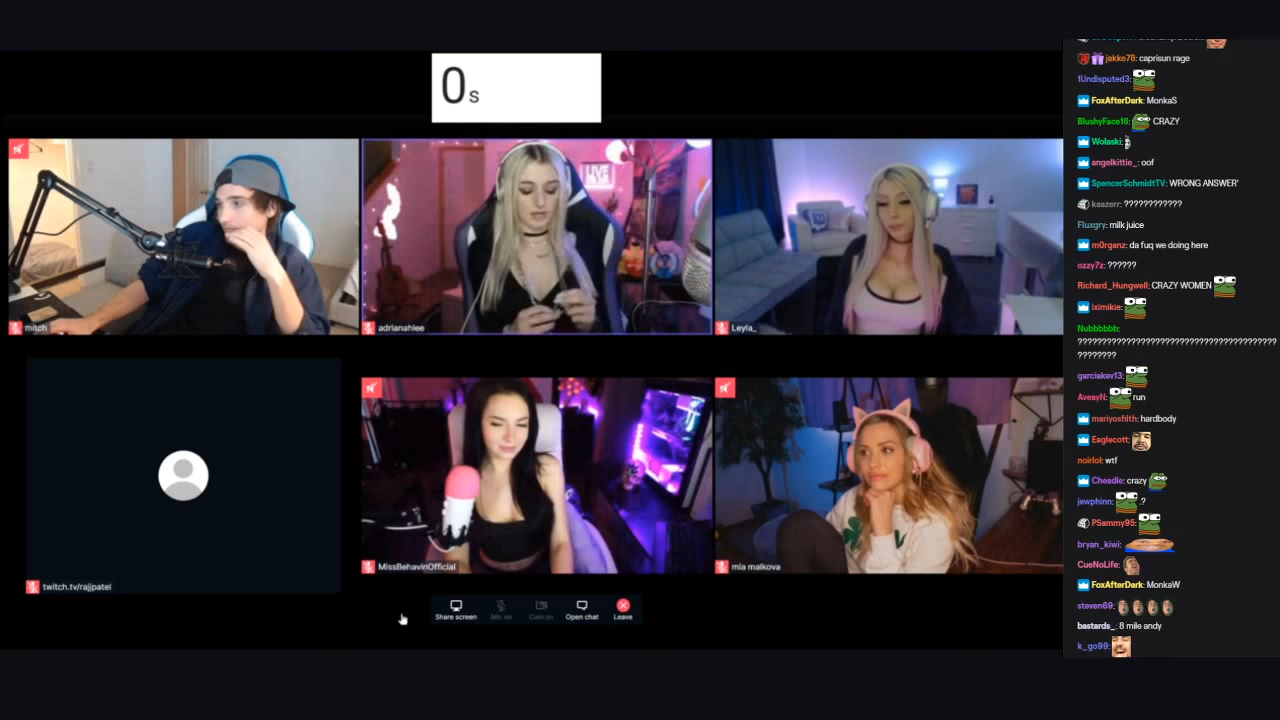 0s
LIVE
mitch
adrianahlee
Leyla_
twitch.tv/rajjpatel
MissBehavinOfficial
mia malkova
Share screen
Mic on
Cam on
Open chat
Leave
jakke78: caprisun rage
1Undisputed3:
FoxAfterDark: MonkaS
BlushyFace18: CRAZY
Wolaski:
angelkittie_: oof
SpencerSchmidtTV: WRONG ANSWER'
kaazerr: ????????????
Fluxgry: milk juice
m0rganz: da fuq we doing here
ozzy7z: ??????
Richard_Hungwell: CRAZY WOMEN
iximikie:
Nubbbbbb:
garciakev13:
AveayN: run
mariyosfilth: hardbody
Eaglecott:
noirlol: wtf
Cheadle: crazy
jewphinn: .?
PSammy95:
bryan_kiwi:
CueNoLife:
FoxAfterDark: MonkaW
steven69:
bastards_: 8 mile andy
k_go99: